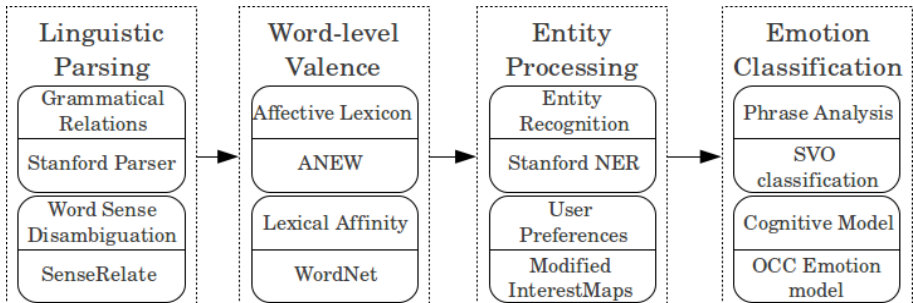 Linguistic
Parsing
Grammatical
Relations
Stanford Parser
Word Sense
Disambiguation
SenseRelate
Word-level
Valence
Affective Lexicon
ANEW
Lexical Affinity
WordNet
Entity
Processing
Entity
Recognition
Stanford NER
User
Preferences
Modified
InterestMaps
Emotion
Classification
Phrase Analysis
SVO
classification
Cognitive Model
OCC Emotion
model